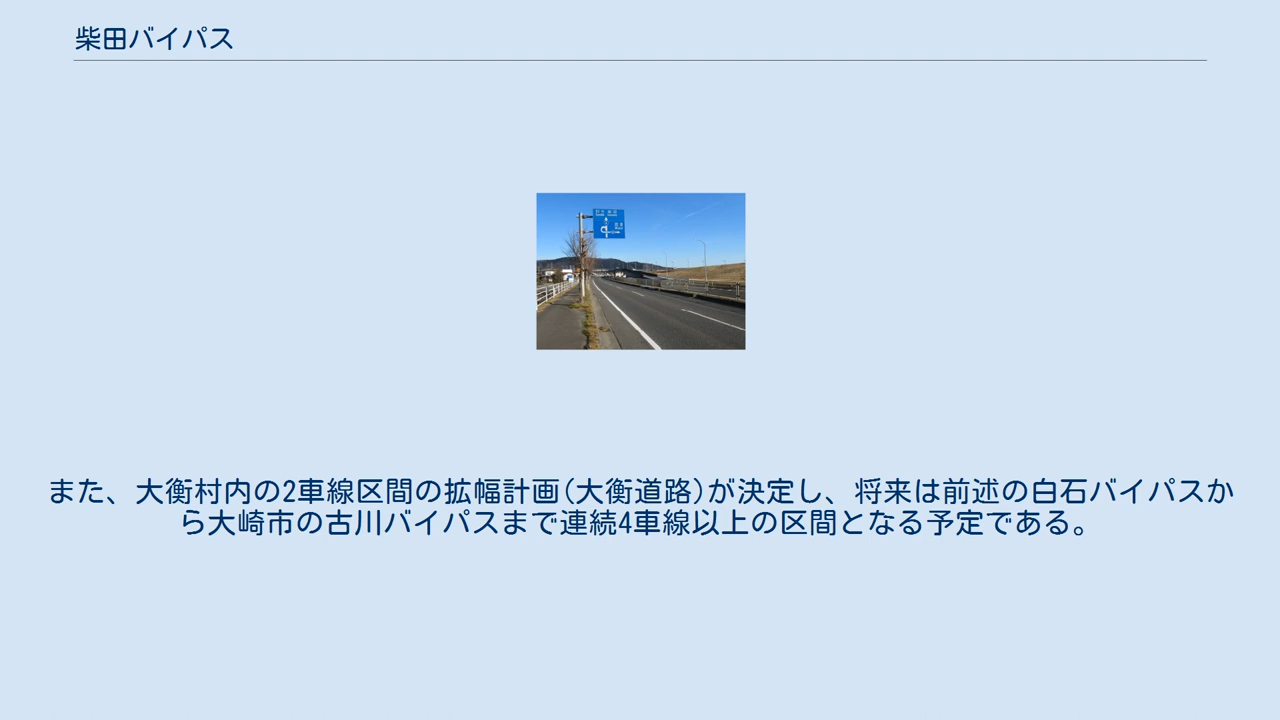 柴田バイパス
また、大衡村内の2車線区間の拡幅計画(大衡道路)が決定し、将来は前述の白石バイパスか
ら大崎市の古川バイパスまで連続4車線以上の区間となる予定である。